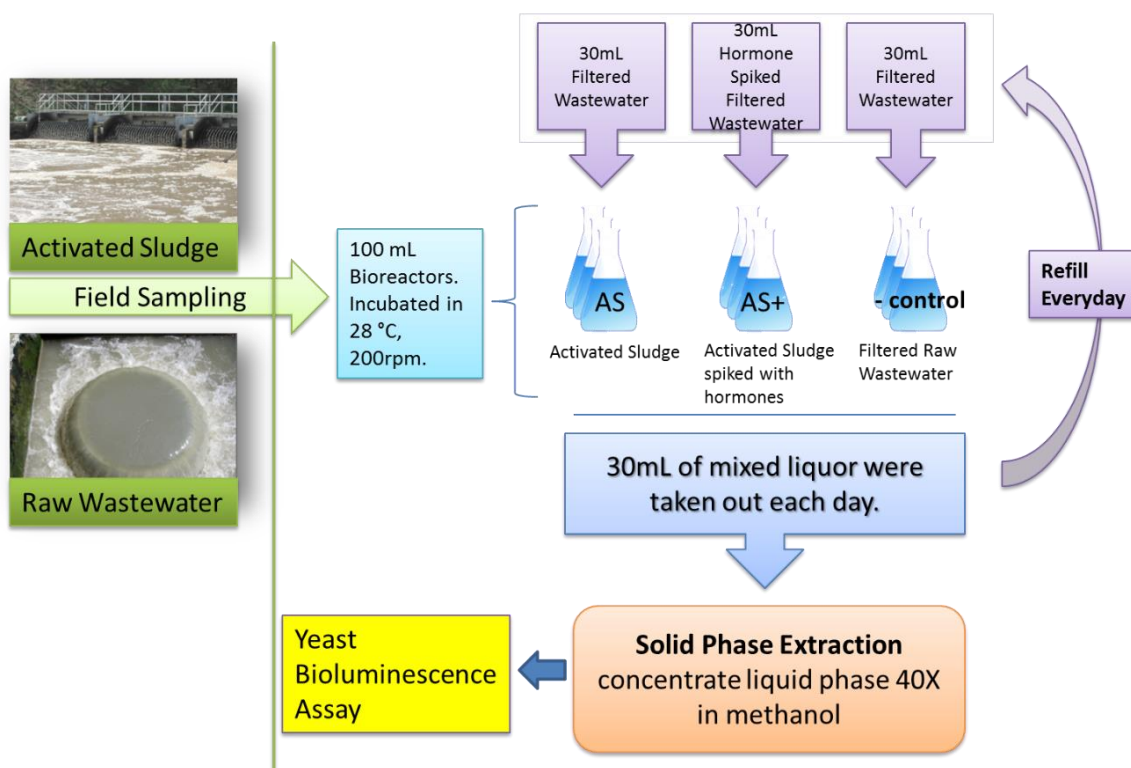 Activated Sludge
Field Sampling
Raw Wastewater
100 mL
Bioreactors.
Incubated in
28 °C,
200rpm.
30mL
Filtered
Wastewater
30mL
Hormone
Spiked
Filtered
Wastewater
30mL
Filtered
Wastewater
AS
AS+
- control
Activated Sludge
Activated Sludge
spiked with
hormones
Filtered Raw
Wastewater
Refill
Everyday
30mL of mixed liquor were
taken out each day.
Solid Phase Extraction
concentrate liquid phase 40X
in methanol
Yeast
Bioluminescence
Assay